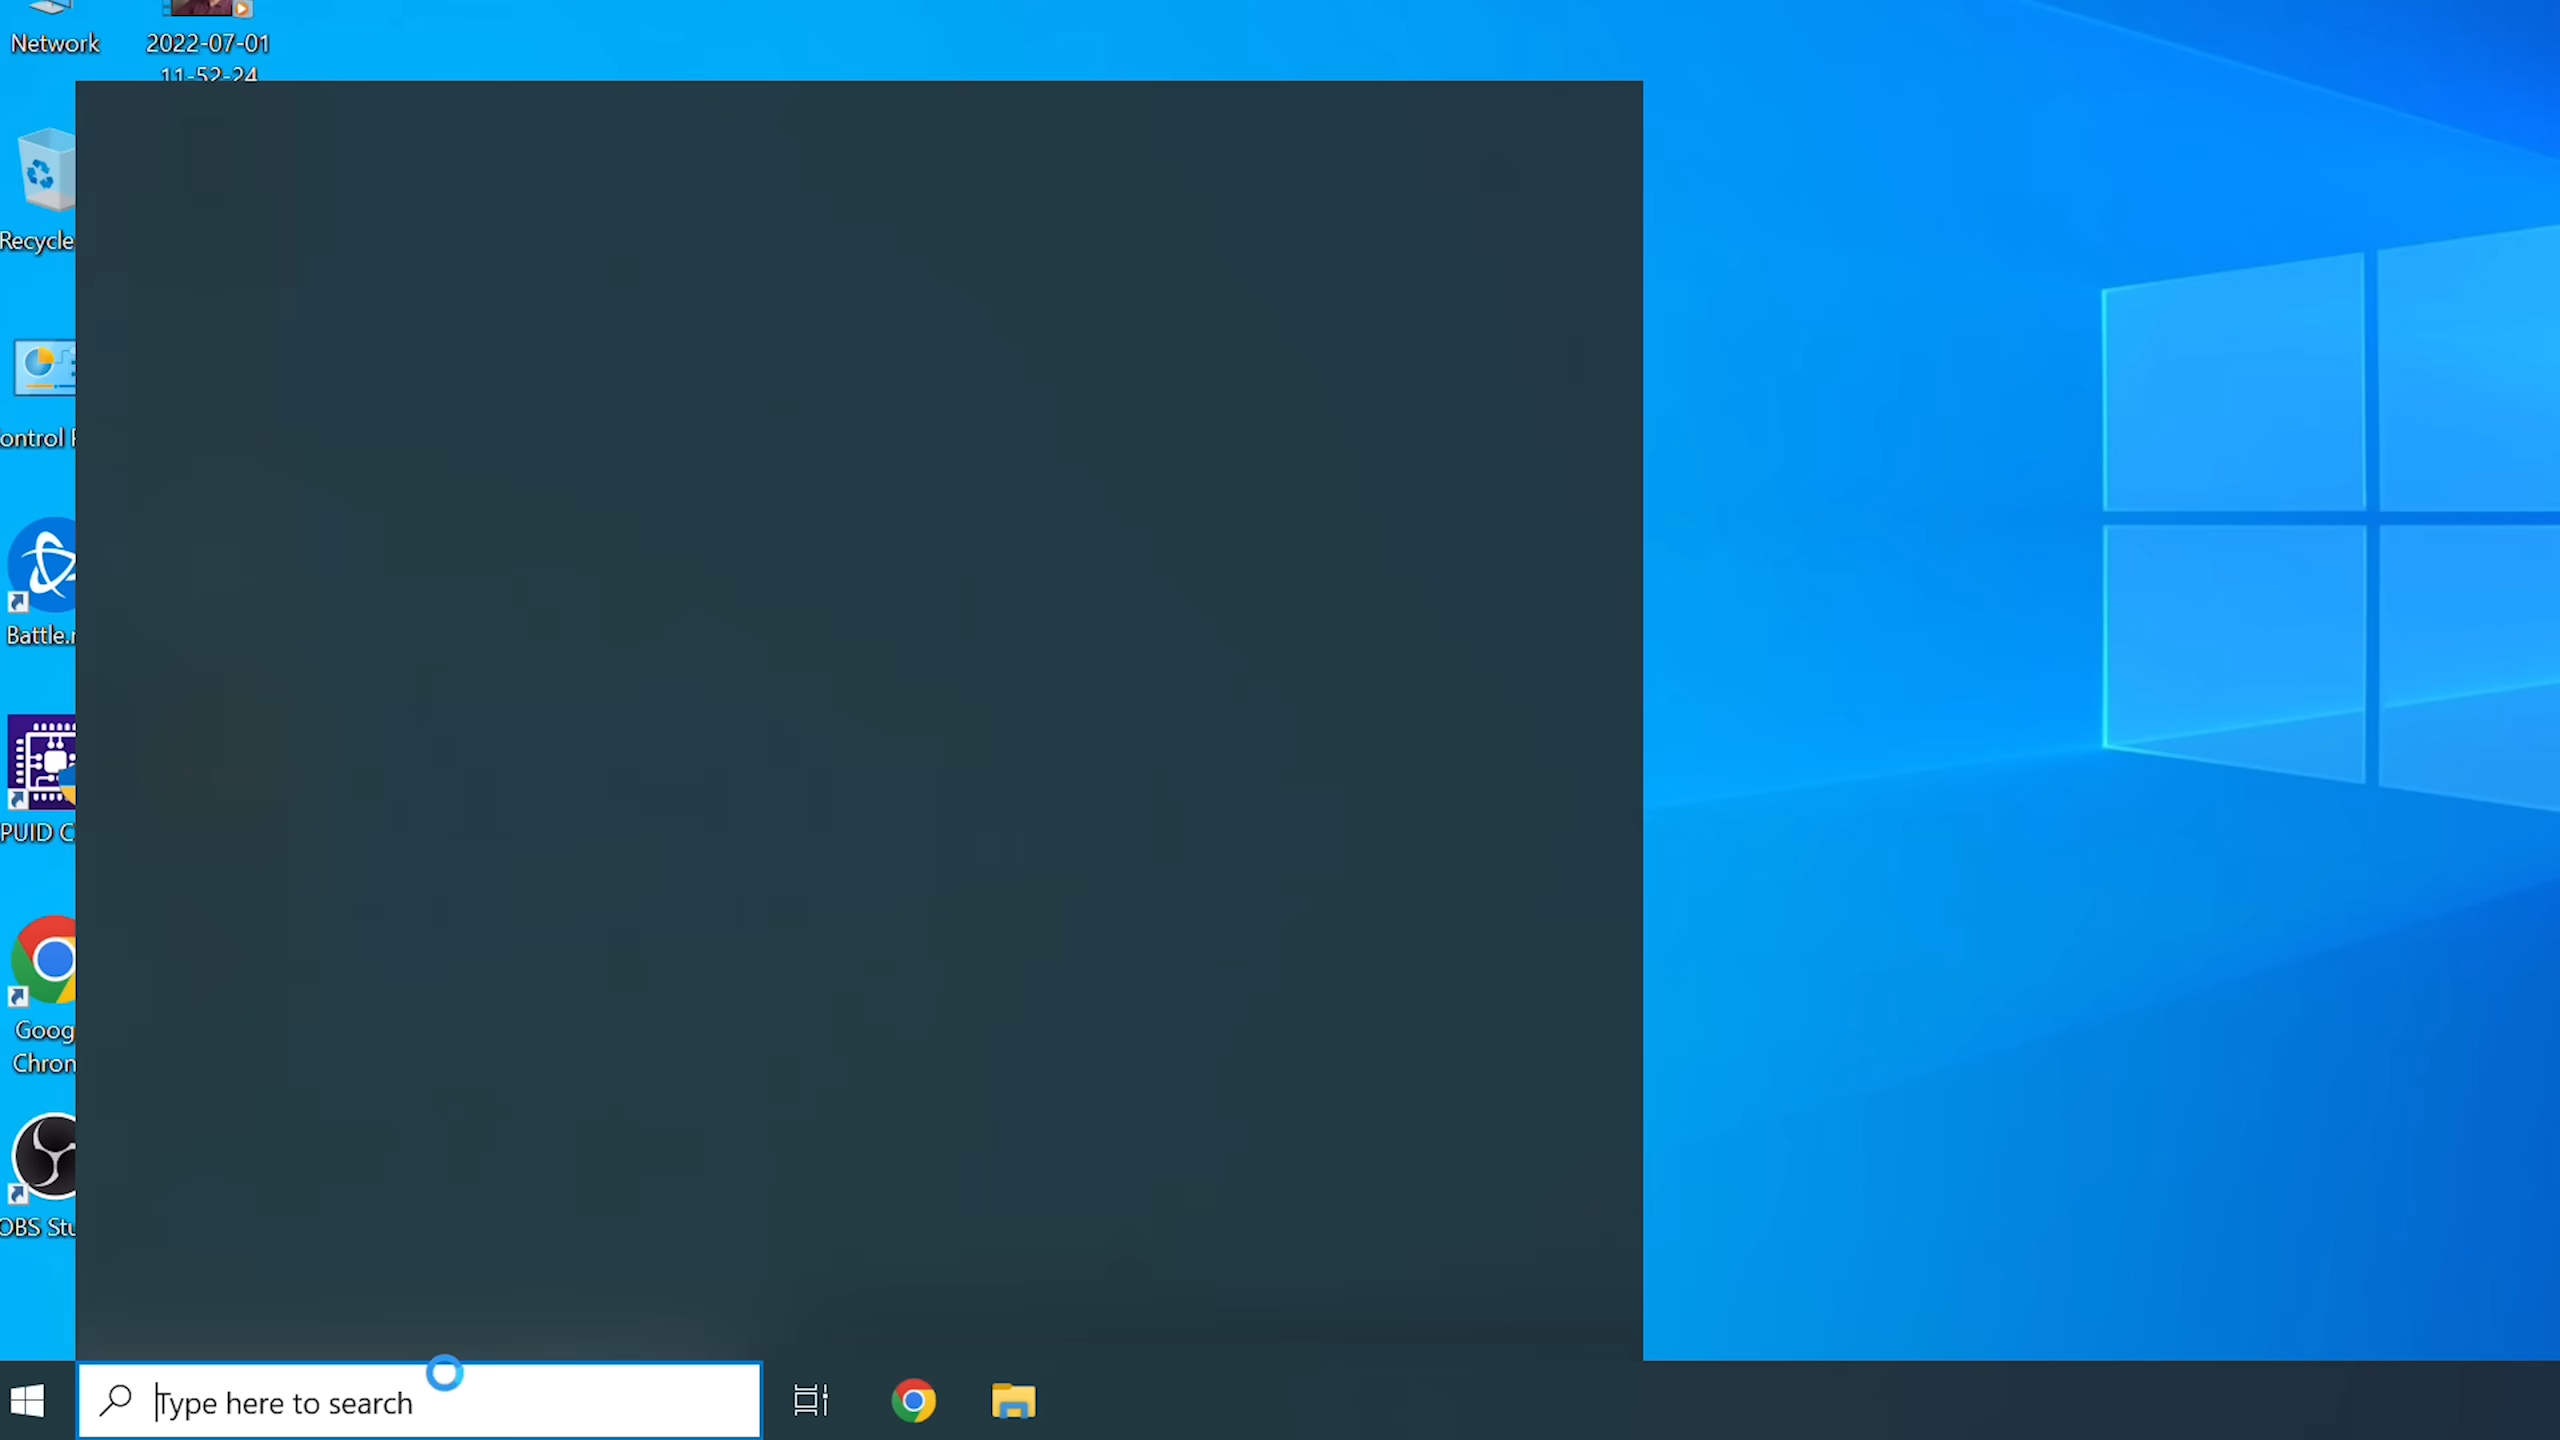 Network
2022-07-01
11-52-24
Recycle
ontrol P
Battle.n
PUID C
Goog
Chron
OBS Stu
Type here to search